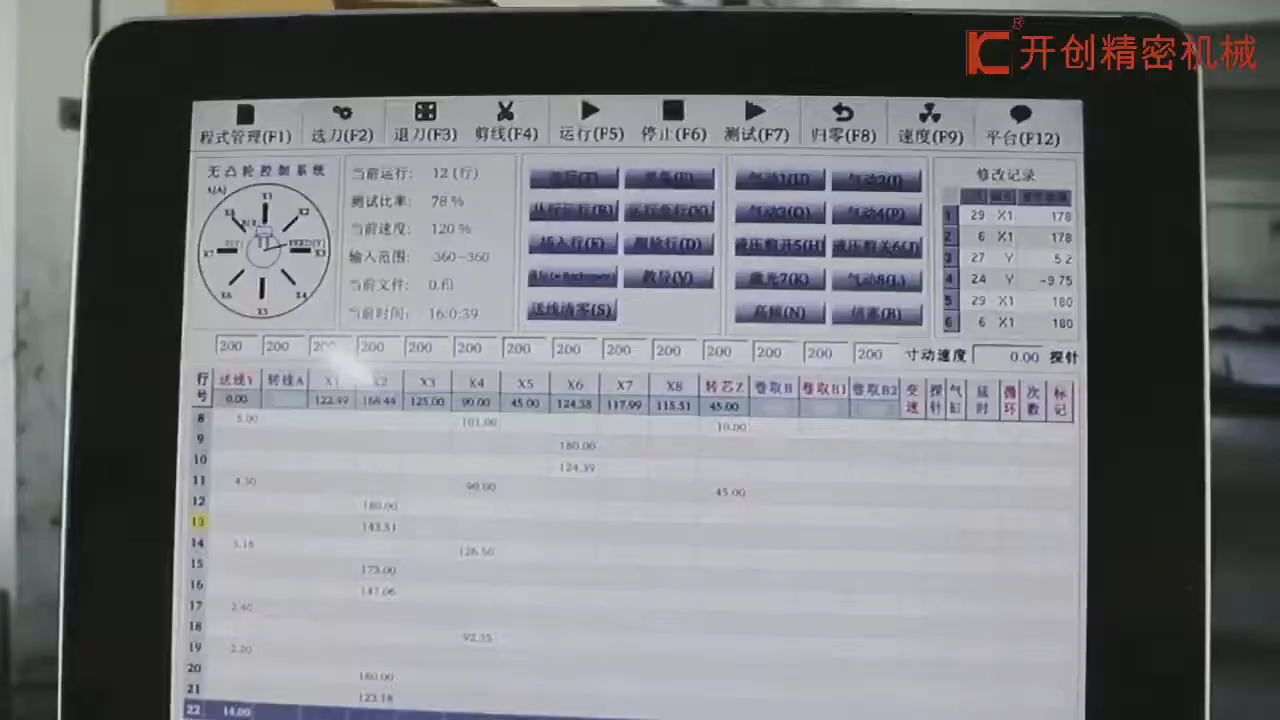 开创精密机械
程式管理(F1) 选刀(F2) 退刀(F3) 剪线(F4) 运行(F5) 停止(F6) 测试(F7) 归零(F8) 速度(F9) 平台(F12)
无凸轮控制系统
当前运行: 12 (行)
测试比率: 78 %
当前速度: 120 %
输入范围: -360-360
当前文件: 0.
当前时间: 16:0:39
插入行(E) 删除行(D)
教导(V)
送线清零(S)
气动1(U) 气动2(I)
气动3(O) 气动4(P)
液压剪开5(H) 液压剪关6(J)
激光7(K) 气动8(L)
修改记录
1 29 X1 178
2 6 X1 178
3 27 Y 5.2
4 24 Y -9.75
5 29 X1 180
6 6 X1 180
200 200 200 200 200 200 200 200 200 200 200 200 200 200 寸动速度 0.00 探针
行号 送线Y 转线A X1 X2 X3 X4 X5 X6 X7 X8 转芯Z 卷取B 卷取B1 卷取B2 变速 探针 气缸 延时 循环 次数 标记
0.00 122.49 168.49 125.00 90.00 45.00 124.38 117.99 115.51 45.00
8 5.00 101.00 10.00
9 180.00
10 124.39
11 4.50 90.00 45.00
12 180.00
13 143.51
14 5.18 126.50
15 173.00
16 147.06
17 2.40
18 92.35
19 2.20
20 180.00
21 123.18
22 14.00